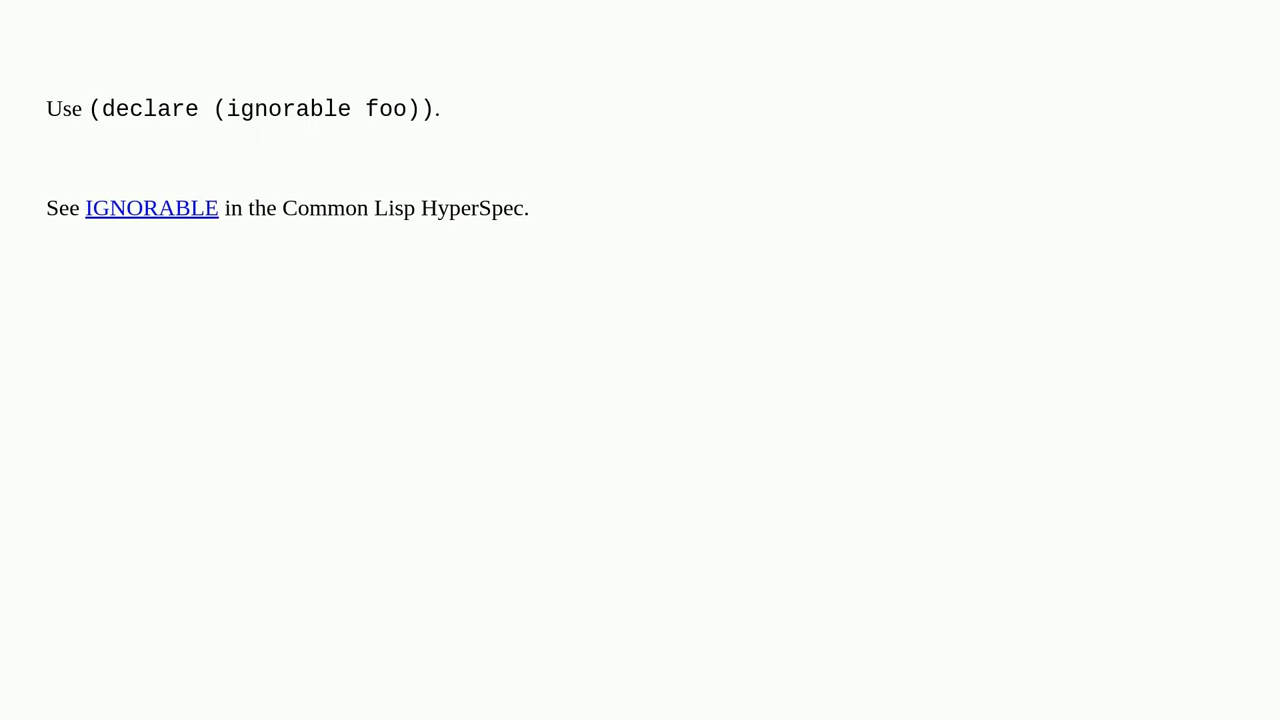 Use (declare (ignorable foo)).
See IGNORABLE in the Common Lisp HyperSpec.